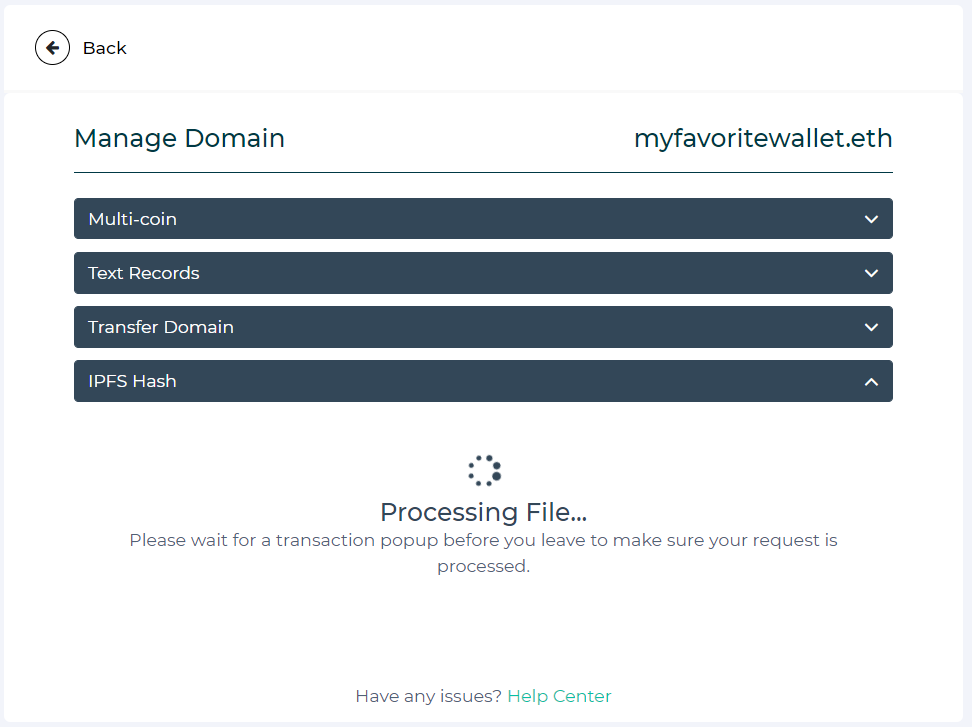 Back
Manage Domain myfavoritewallet.eth
Multi-coin
Text Records
Transfer Domain
IPFS Hash
Processing File...
Please wait for a transaction popup before you leave to make sure your request is
processed.
Have any issues? Help Center